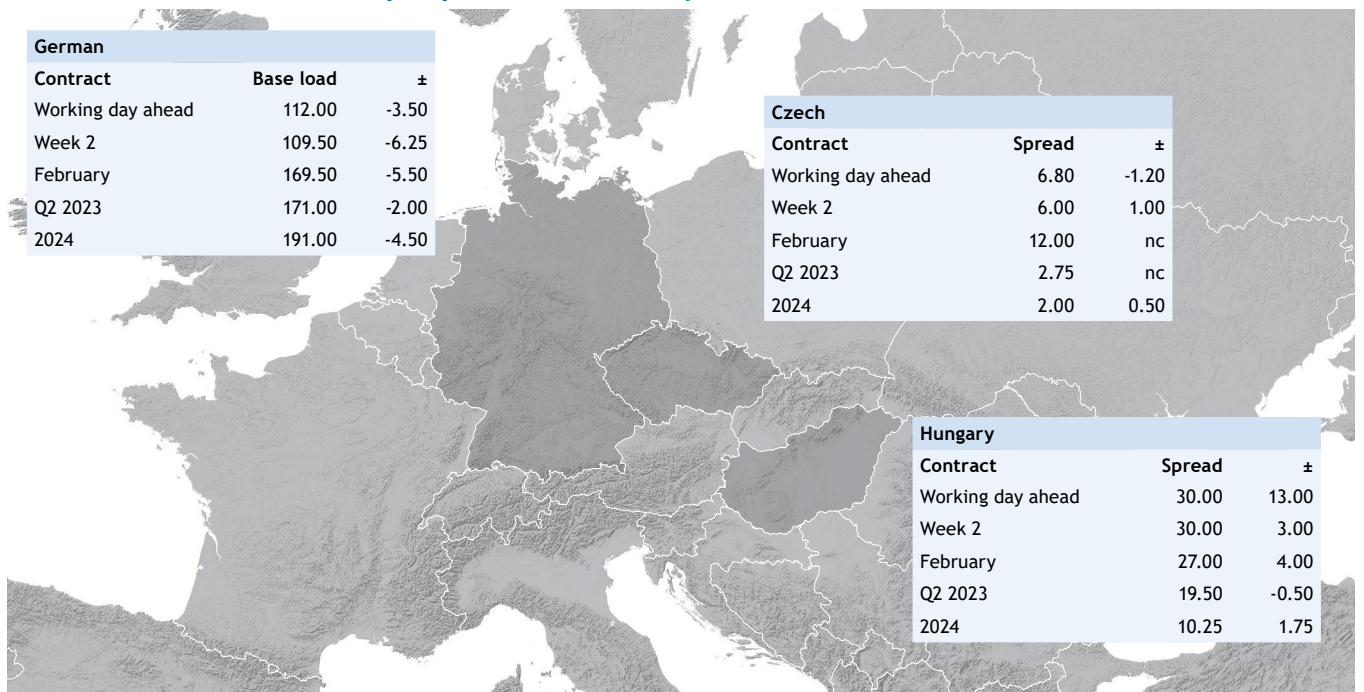 German
Contract Base load ±
Working day ahead 112.00 -3.50
Week 2 109.50 -6.25
February 169.50 -5.50
Q2 2023 171.00 -2.00
2024 191.00 -4.50
Czech
Contract Spread ±
Working day ahead 6.80 -1.20
Week 2 6.00 1.00
February 12.00 nc
Q2 2023 2.75 nc
2024 2.00 0.50
Hungary
Contract Spread ±
Working day ahead 30.00 13.00
Week 2 30.00 3.00
February 27.00 4.00
Q2 2023 19.50 -0.50
2024 10.25 1.75